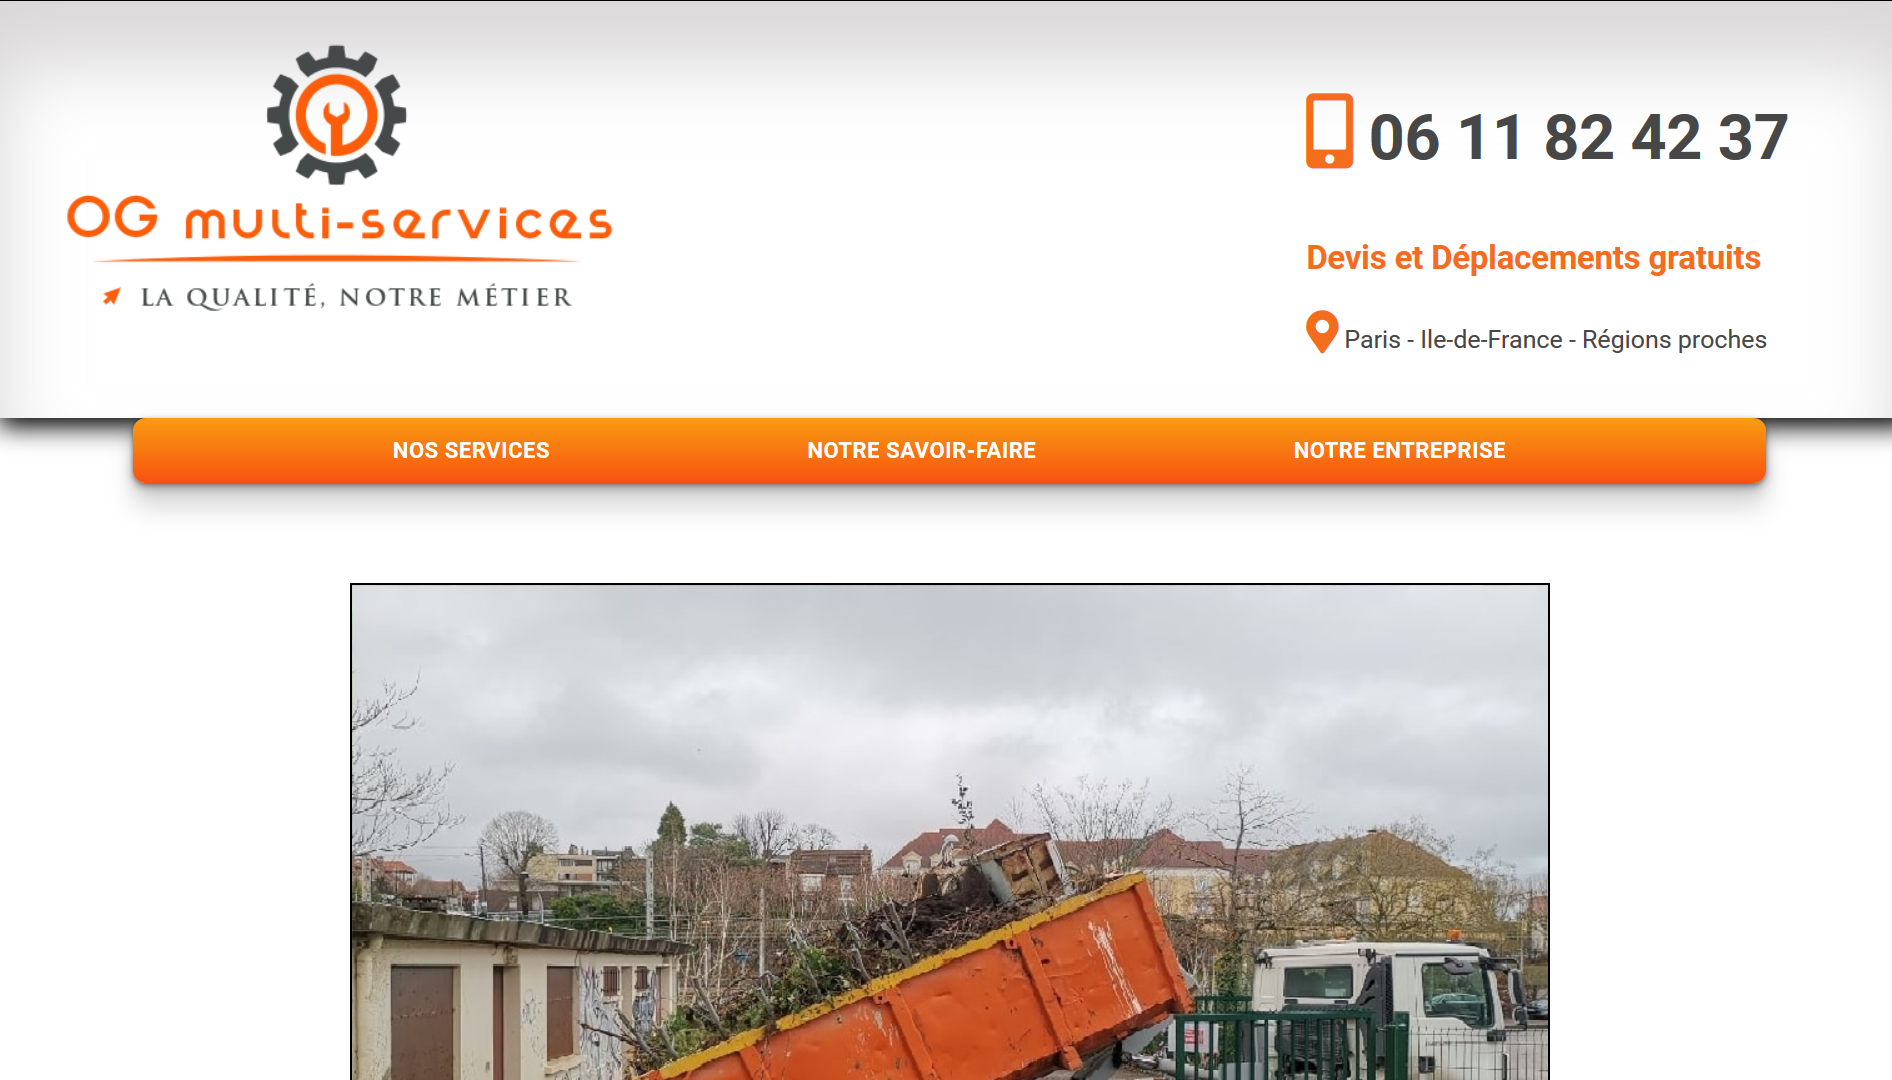 OG multi-services
LA QUALITÉ, NOTRE MÉTIER
06 11 82 42 37
Devis et Déplacements gratuits
Paris - Ile-de-France - Régions proches
NOS SERVICES
NOTRE SAVOIR-FAIRE
NOTRE ENTREPRISE